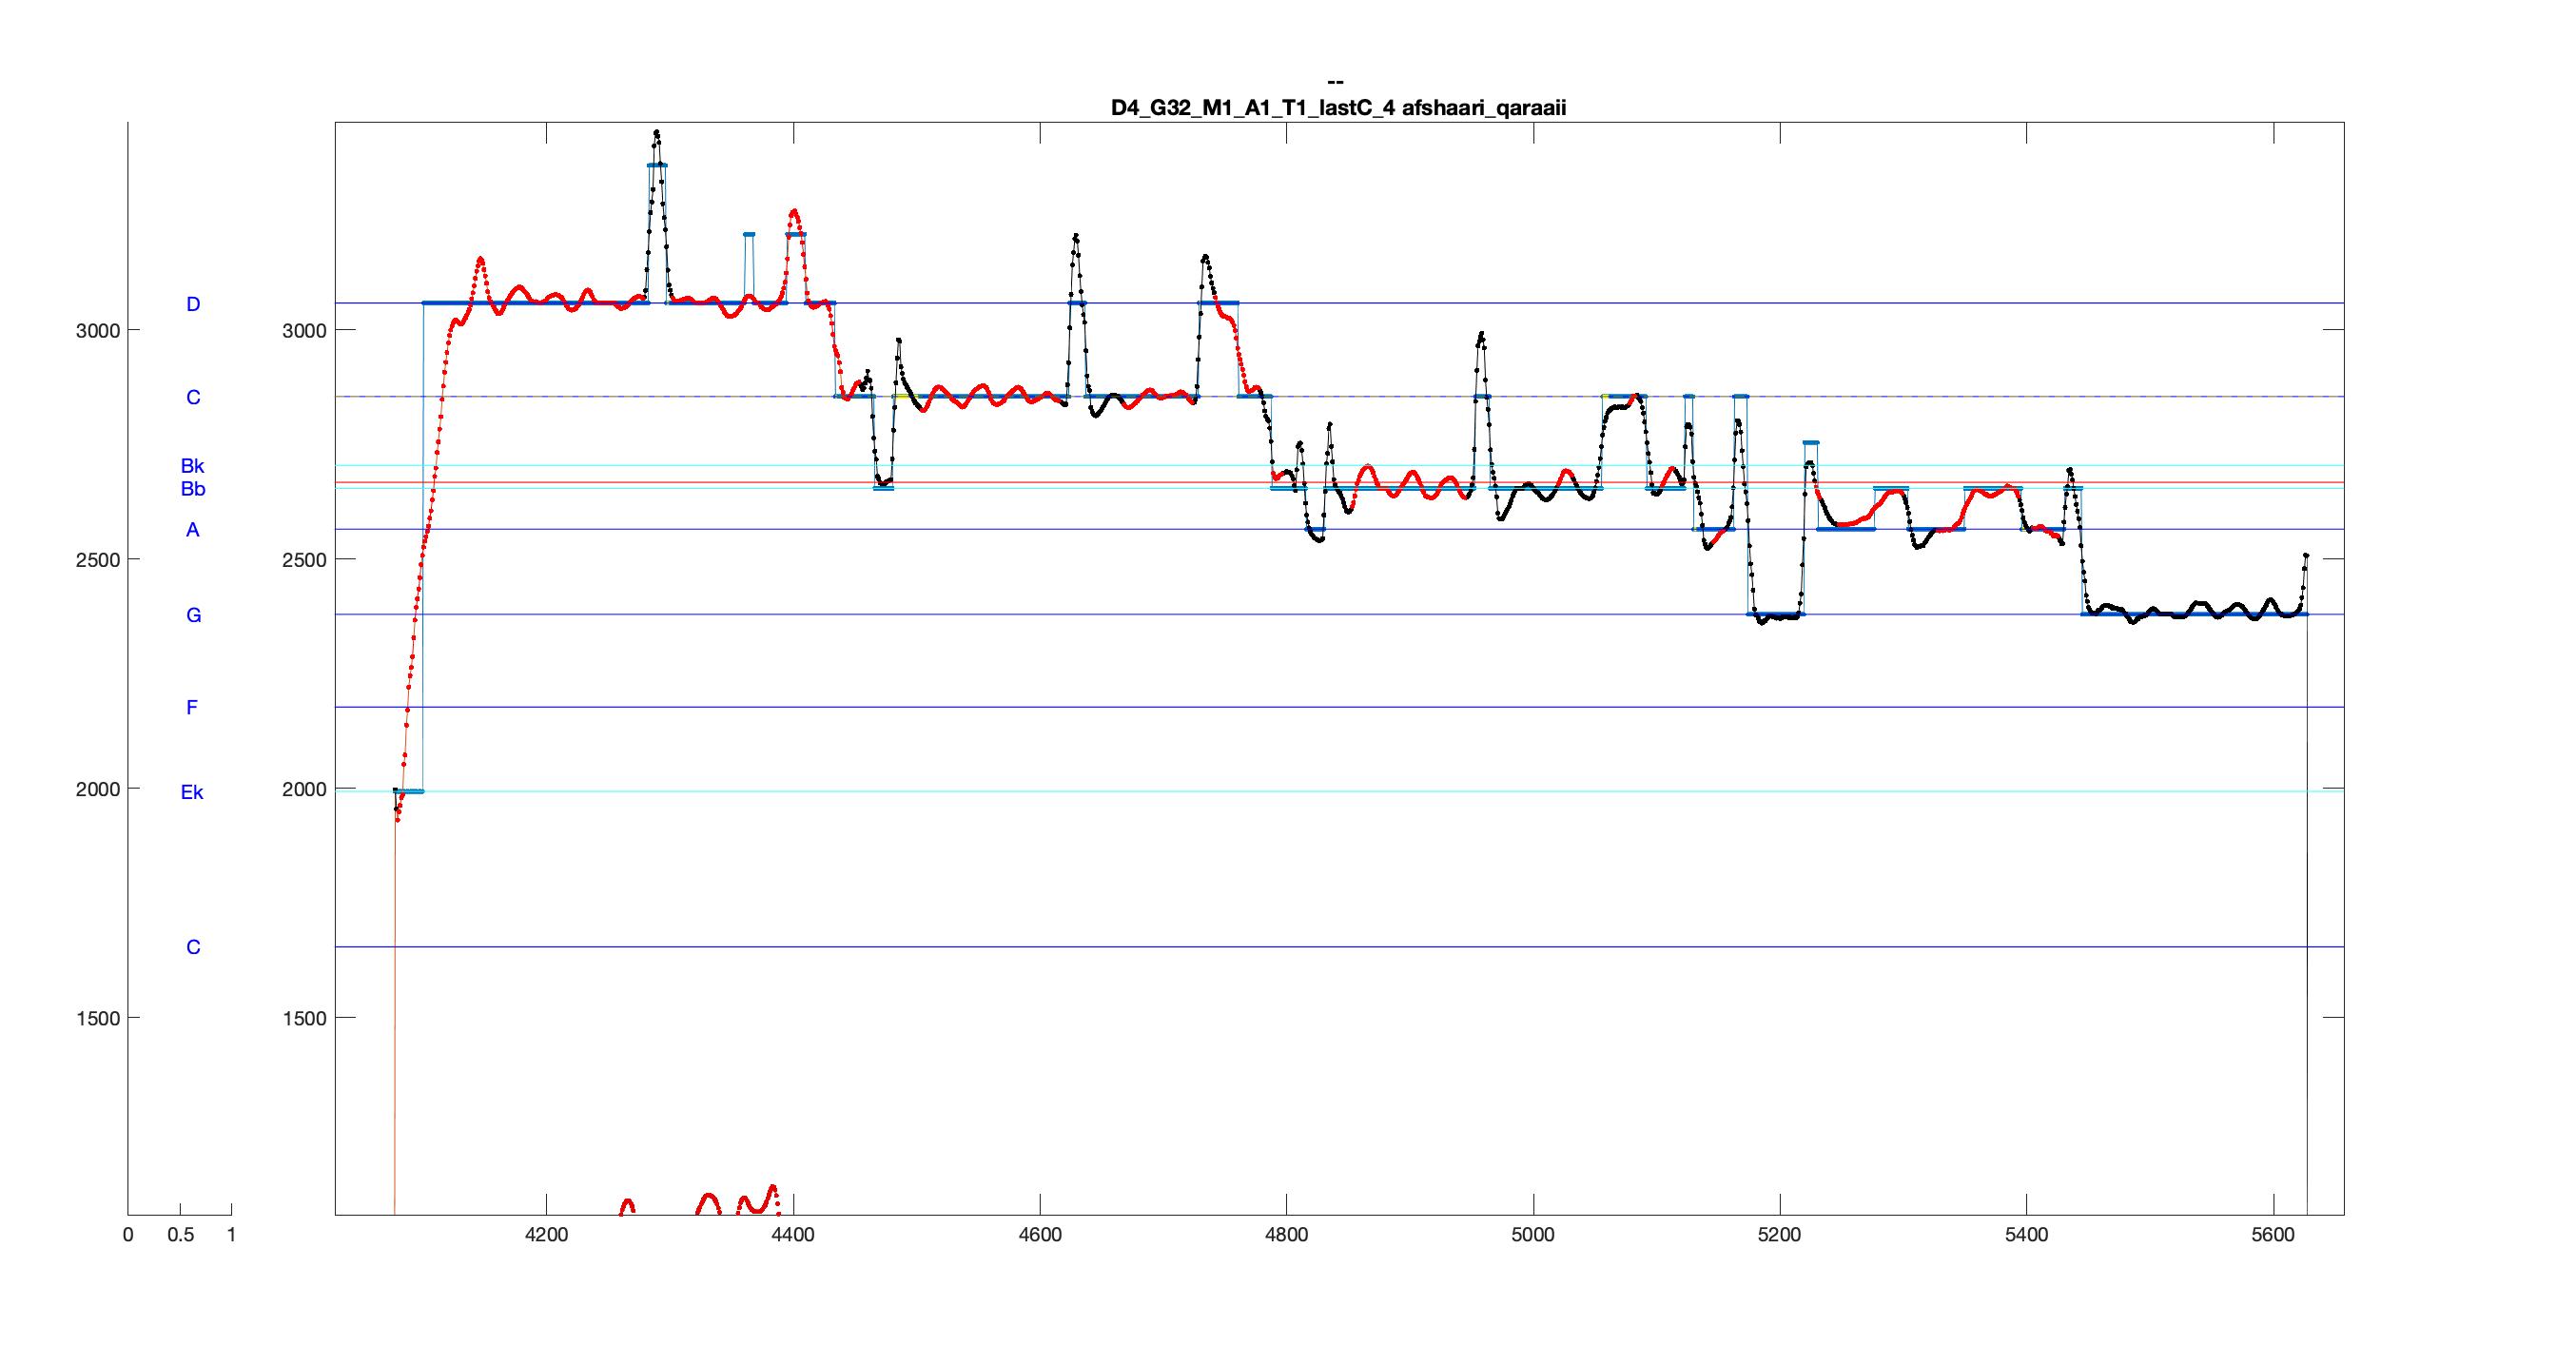 --
D4_G32_M1_A1_T1_lastC_4 afshaari_qaraaii
D
3000 3000
C
Bk
Bb
A
2500 2500
G
F
2000 Ek 2000
C
1500 1500
0 0.5 1 4200 4400 4600 4800 5000 5200 5400 5600